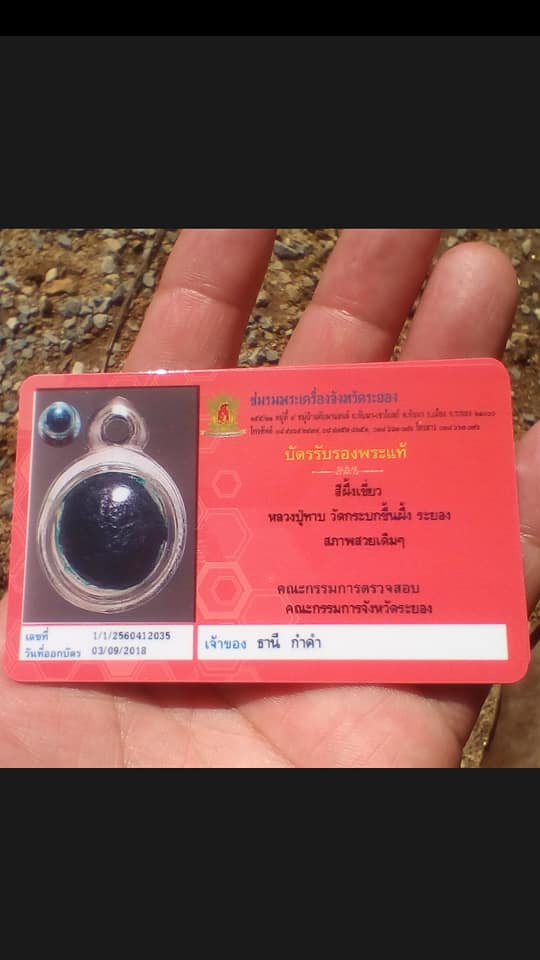 ชมรมพระเครื่องจังหวัดระยอง
บัตรรับรองพระแท้
สีผึ้งเขียว
หลวงปู่ทาบ วัดกระบกขึ้นผึ้ง ระยอง
สภาพสวยเดิมๆ
คณะกรรมการตรวจสอบ
คณะกรรมการจังหวัดระยอง
เลขที่ 1/1/2560412035
วันที่ออกบัตร 03/09/2018
เจ้าของ ธานี กำคำ